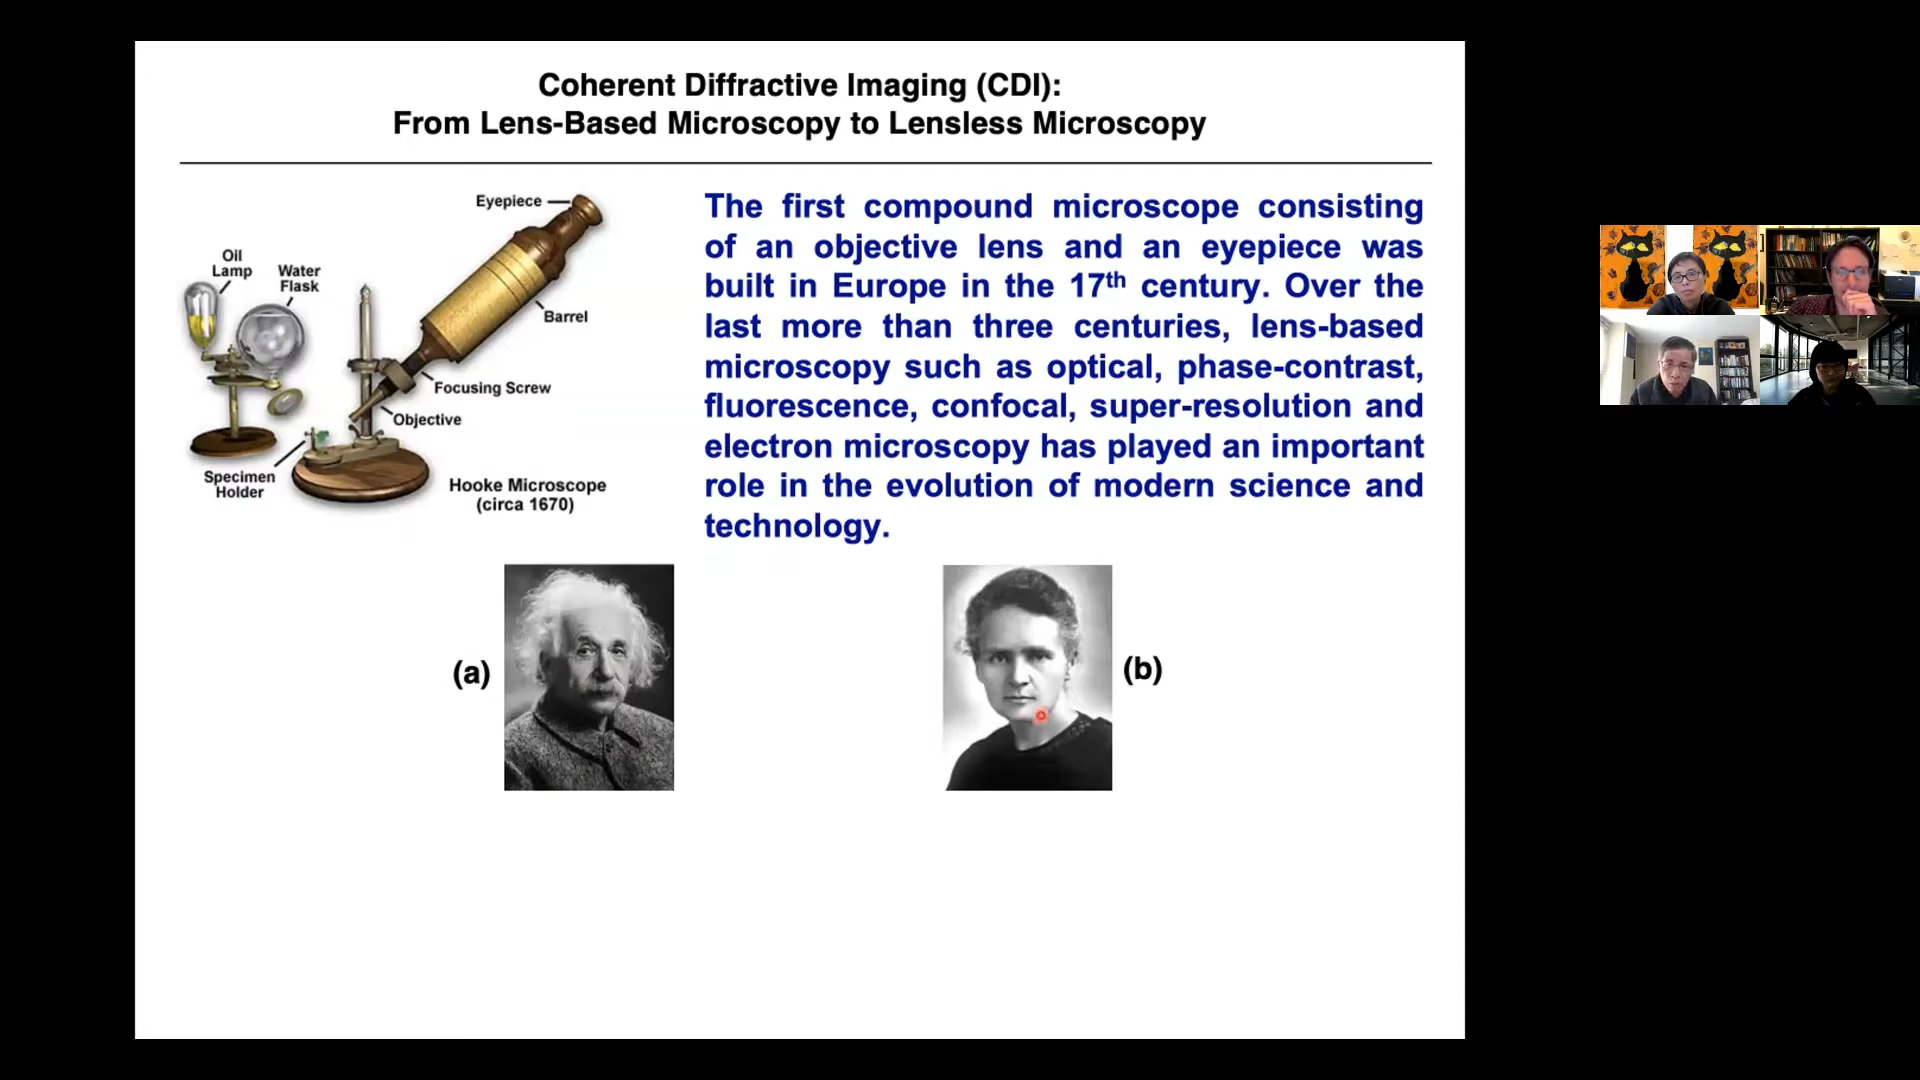 Coherent Diffractive Imaging (CDI):
From Lens-Based Microscopy to Lensless Microscopy
Eyepiece
Oil
Lamp
Water
Flask
Barrel
Focusing Screw
Objective
Specimen
Holder
Hooke Microscope
(circa 1670)
The first compound microscope consisting
of an objective lens and an eyepiece was
built in Europe in the 17th century. Over the
last more than three centuries, lens-based
microscopy such as optical, phase-contrast,
fluorescence, confocal, super-resolution and
electron microscopy has played an important
role in the evolution of modern science and
technology.
(a)
(b)